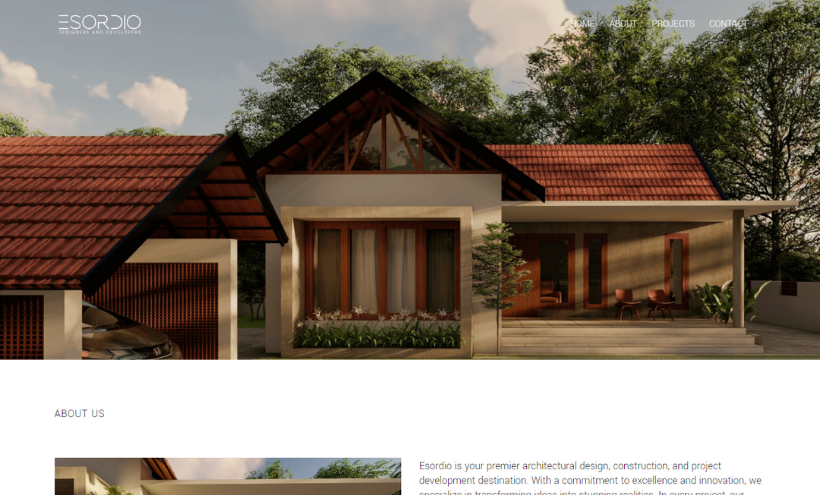 ESORDIO
DESIGNERS AND DEVELOPERS
HOME ABOUT PROJECTS CONTACT
ABOUT US
Esordio is your premier architectural design, construction, and project
development destination. With a commitment to excellence and innovation, we
specialize in transforming ideas into stunning realities. In every project, our